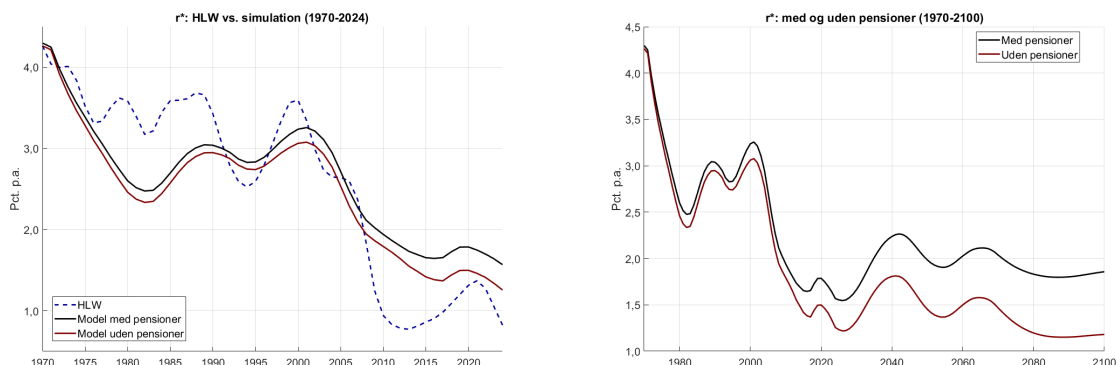 r*: HLW vs. simulation (1970-2024)
Pct. p.a.
4,0
3,0
2,0
1,0
HLW
Model med pensioner
Model uden pensioner
1970 1975 1980 1985 1990 1995 2000 2005 2010 2015 2020
r*: med og uden pensioner (1970-2100)
Pct. p.a.
4,5
4,0
3,5
3,0
2,5
2,0
1,5
1,0
Med pensioner
Uden pensioner
1980 2000 2020 2040 2060 2080 2100